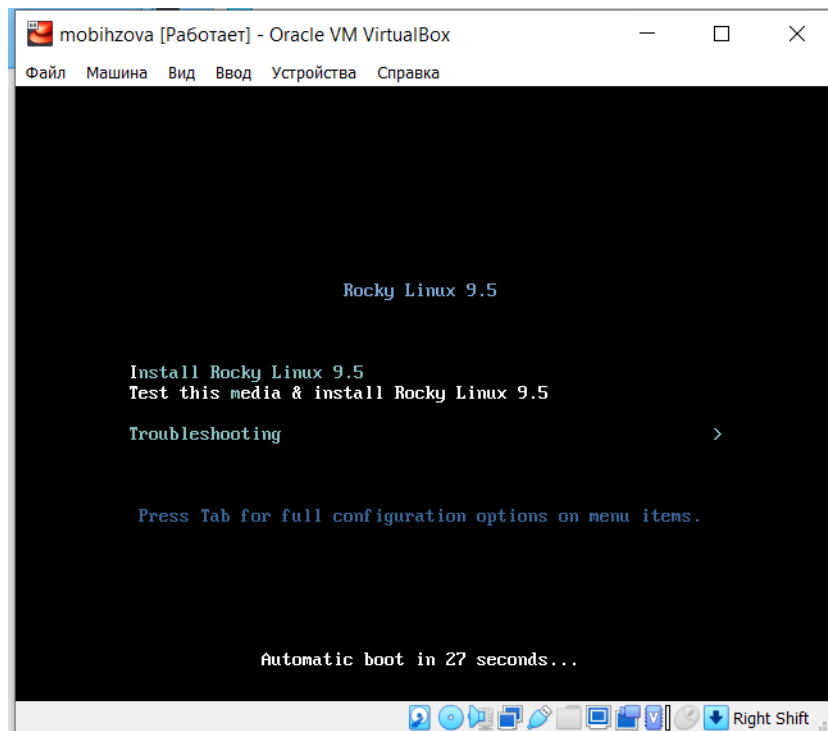 mobihzova [Работает] - Oracle VM VirtualBox
Файл Машина Вид Ввод Устройства Справка
Rocky Linux 9.5
Install Rocky Linux 9.5
Test this media & install Rocky Linux 9.5
Troubleshooting >
Press Tab for full configuration options on menu items.
Automatic boot in 27 seconds...
Right Shift